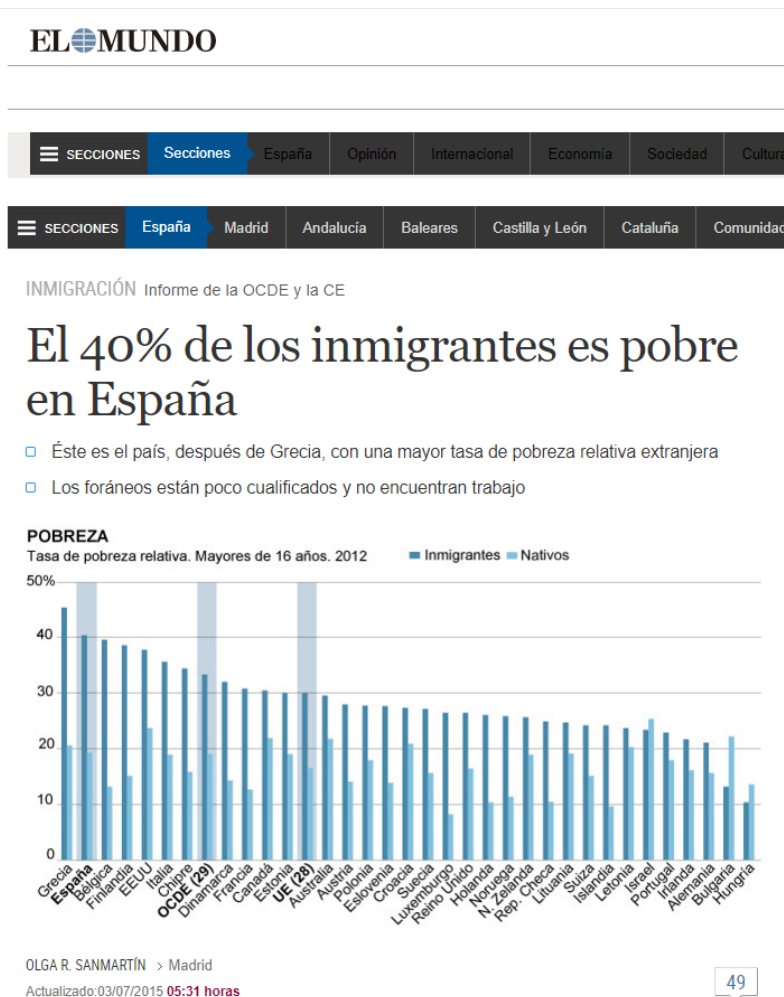 EL MUNDO
SECCIONES Secciones España Opinión Internacional Economía Sociedad Cultura
SECCIONES España Madrid Andalucía Baleares Castilla y León Cataluña Comunidad
INMIGRACIÓN Informe de la OCDE y la CE
El 40% de los inmigrantes es pobre
en España
Éste es el país, después de Grecia, con una mayor tasa de pobreza relativa extranjera
Los foráneos están poco cualificados y no encuentran trabajo
POBREZA
Tasa de pobreza relativa. Mayores de 16 años. 2012 Inmigrantes Nativos
50%
40
30
20
10
0
Grecia
España
Bélgica
Finlandia
EEUU
Italia
Chipre
OCDE (29)
Dinamarca
Francia
Canadá
Estonia
UE (28)
Australia
Austria
Polonia
Eslovenia
Croacia
Suecia
Luxemburgo
Reino Unido
Holanda
Noruega
N. Zelanda
Rep. Checa
Lituania
Suiza
Islandia
Letonia
Israel
Portugal
Irlanda
Alemania
Bulgaria
Hungría
OLGA R. SANMARTÍN > Madrid
Actualizado:03/07/2015 05:31 horas
49